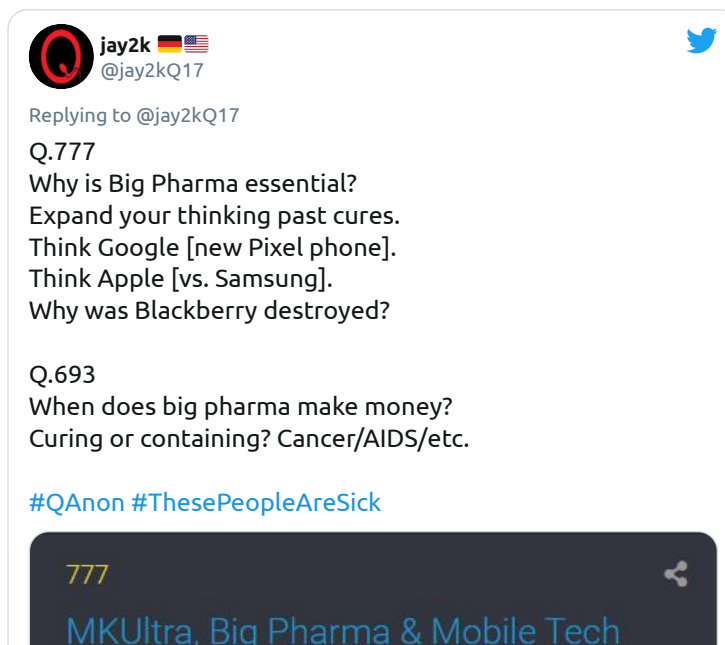 jay2k
@jay2kQ17
Replying to @jay2kQ17
Q.777
Why is Big Pharma essential?
Expand your thinking past cures.
Think Google [new Pixel phone].
Think Apple [vs. Samsung].
Why was Blackberry destroyed?
Q.693
When does big pharma make money?
Curing or containing? Cancer/AIDS/etc.
#QAnon #ThesePeopleAreSick
777
MKUltra, Big Pharma & Mobile Tech